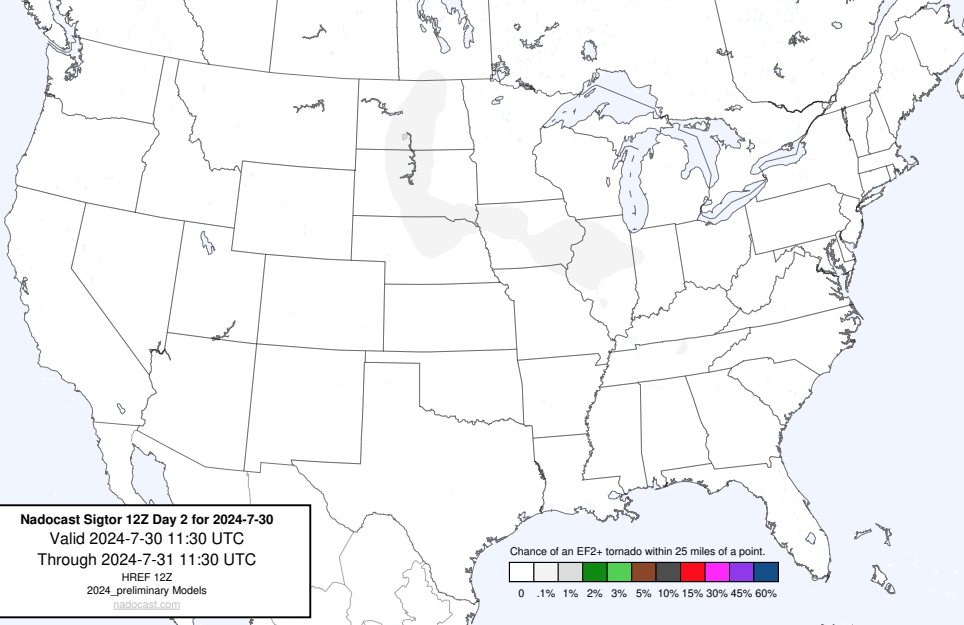 Nadocast Sigtor 12Z Day 2 for 2024-7-30
Valid 2024-7-30 11:30 UTC
Through 2024-7-31 11:30 UTC
HREF 12Z
2024_preliminary Models
nadocast.com
Chance of an EF2+ tornado within 25 miles of a point.
0 .1% 1% 2% 3% 5% 10% 15% 30% 45% 60%